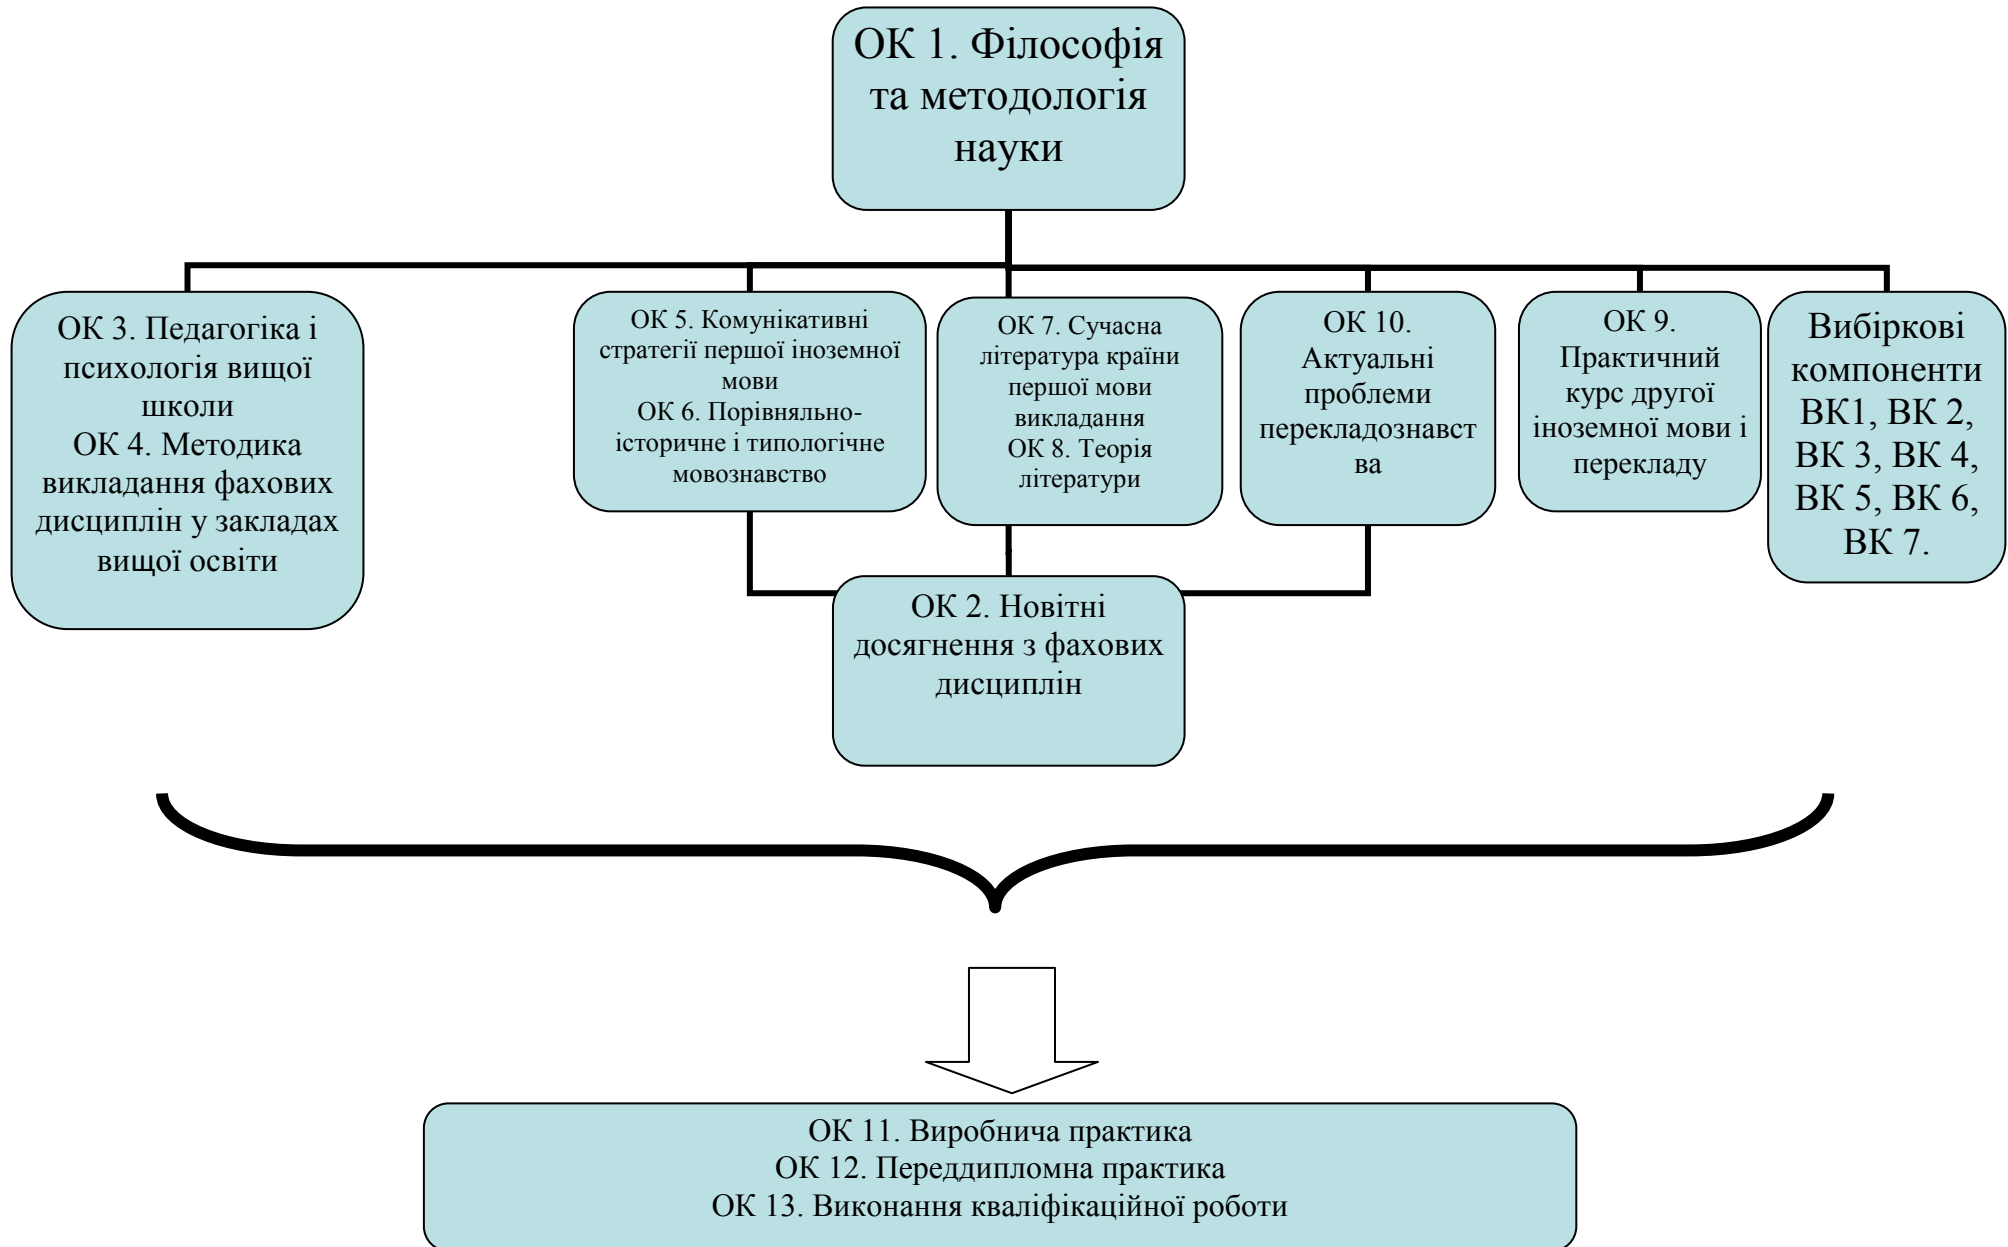 ОК 1. Філософія
та методологія
науки
ОК 3. Педагогіка і
психологія вищої
школи
ОК 4. Методика
викладання фахових
дисциплін у закладах
вищої освіти
ОК 5. Комунікативні
стратегії першої іноземної
мови
ОК 6. Порівняльно-
історичне і типологічне
мовознавство
ОК 7. Сучасна
література країни
першої мови
викладання
ОК 8. Теорія
літератури
ОК 10.
Актуальні
проблеми
перекладознавст
ва
ОК 9.
Практичний
курс другої
іноземної мови і
перекладу
Вибіркові
компоненти
ВК1, ВК 2,
ВК 3, ВК 4,
ВК 5, ВК 6,
ВК 7.
ОК 2. Новітні
досягнення з фахових
дисциплін
ОК 11. Виробнича практика
ОК 12. Переддипломна практика
ОК 13. Виконання кваліфікаційної роботи